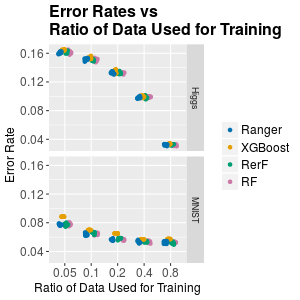 Error Rates vs
Ratio of Data Used for Training
0.16
0.12
0.08
0.04
Higgs
0.16
0.12
0.08
0.04
MNIST
0.05 0.1 0.2 0.4 0.8
Error Rate
Ratio of Data Used for Training
Ranger
XGBoost
RerF
RF